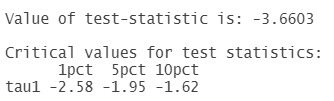 Value of test-statistic is: -3.6603
Critical values for test statistics:
1pct 5pct 10pct
tau1 -2.58 -1.95 -1.62